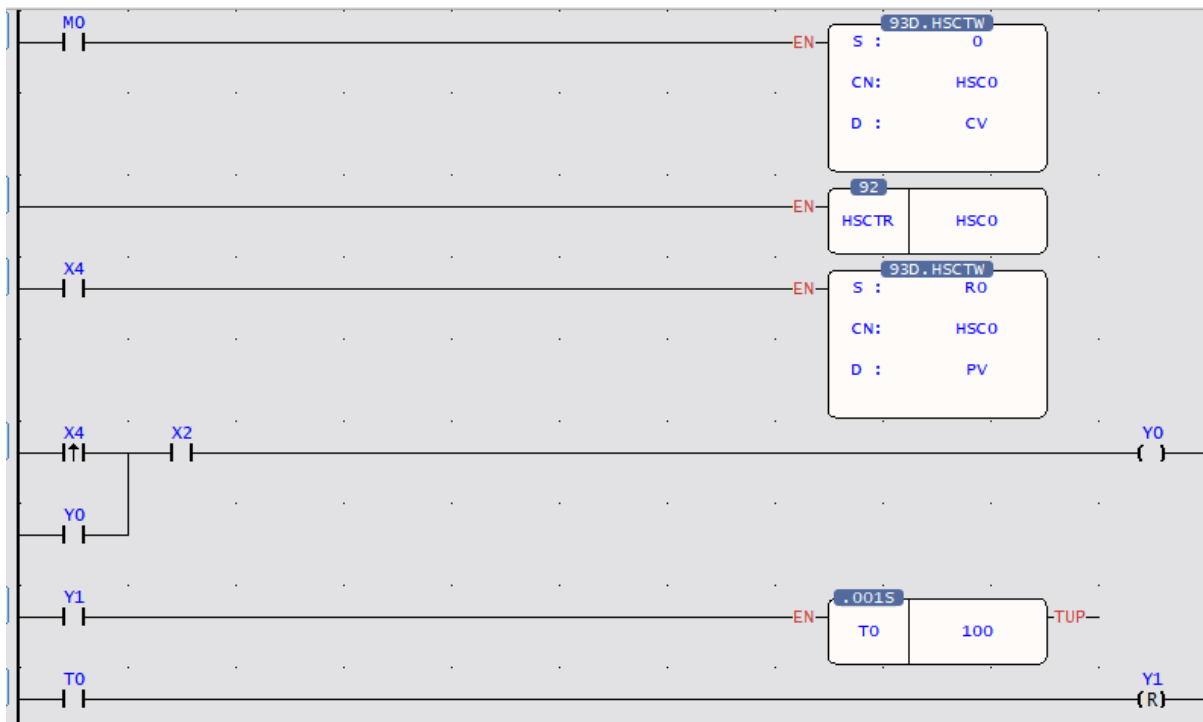 M0
93D.HSCTW
EN
S : 0
CN: HSC0
D : CV
92
EN
HSCTR HSC0
X4
93D.HSCTW
EN
S : R0
CN: HSC0
D : PV
X4 X2 Y0
Y0
Y1
.001S
EN
T0 100
TUP
T0 Y1
R